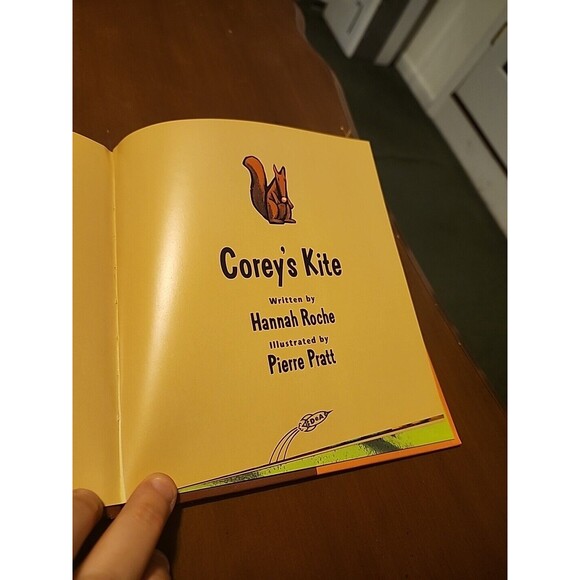 Corey's Kite
Written by
Hannah Roche
Illustrated by
Pierre Pratt